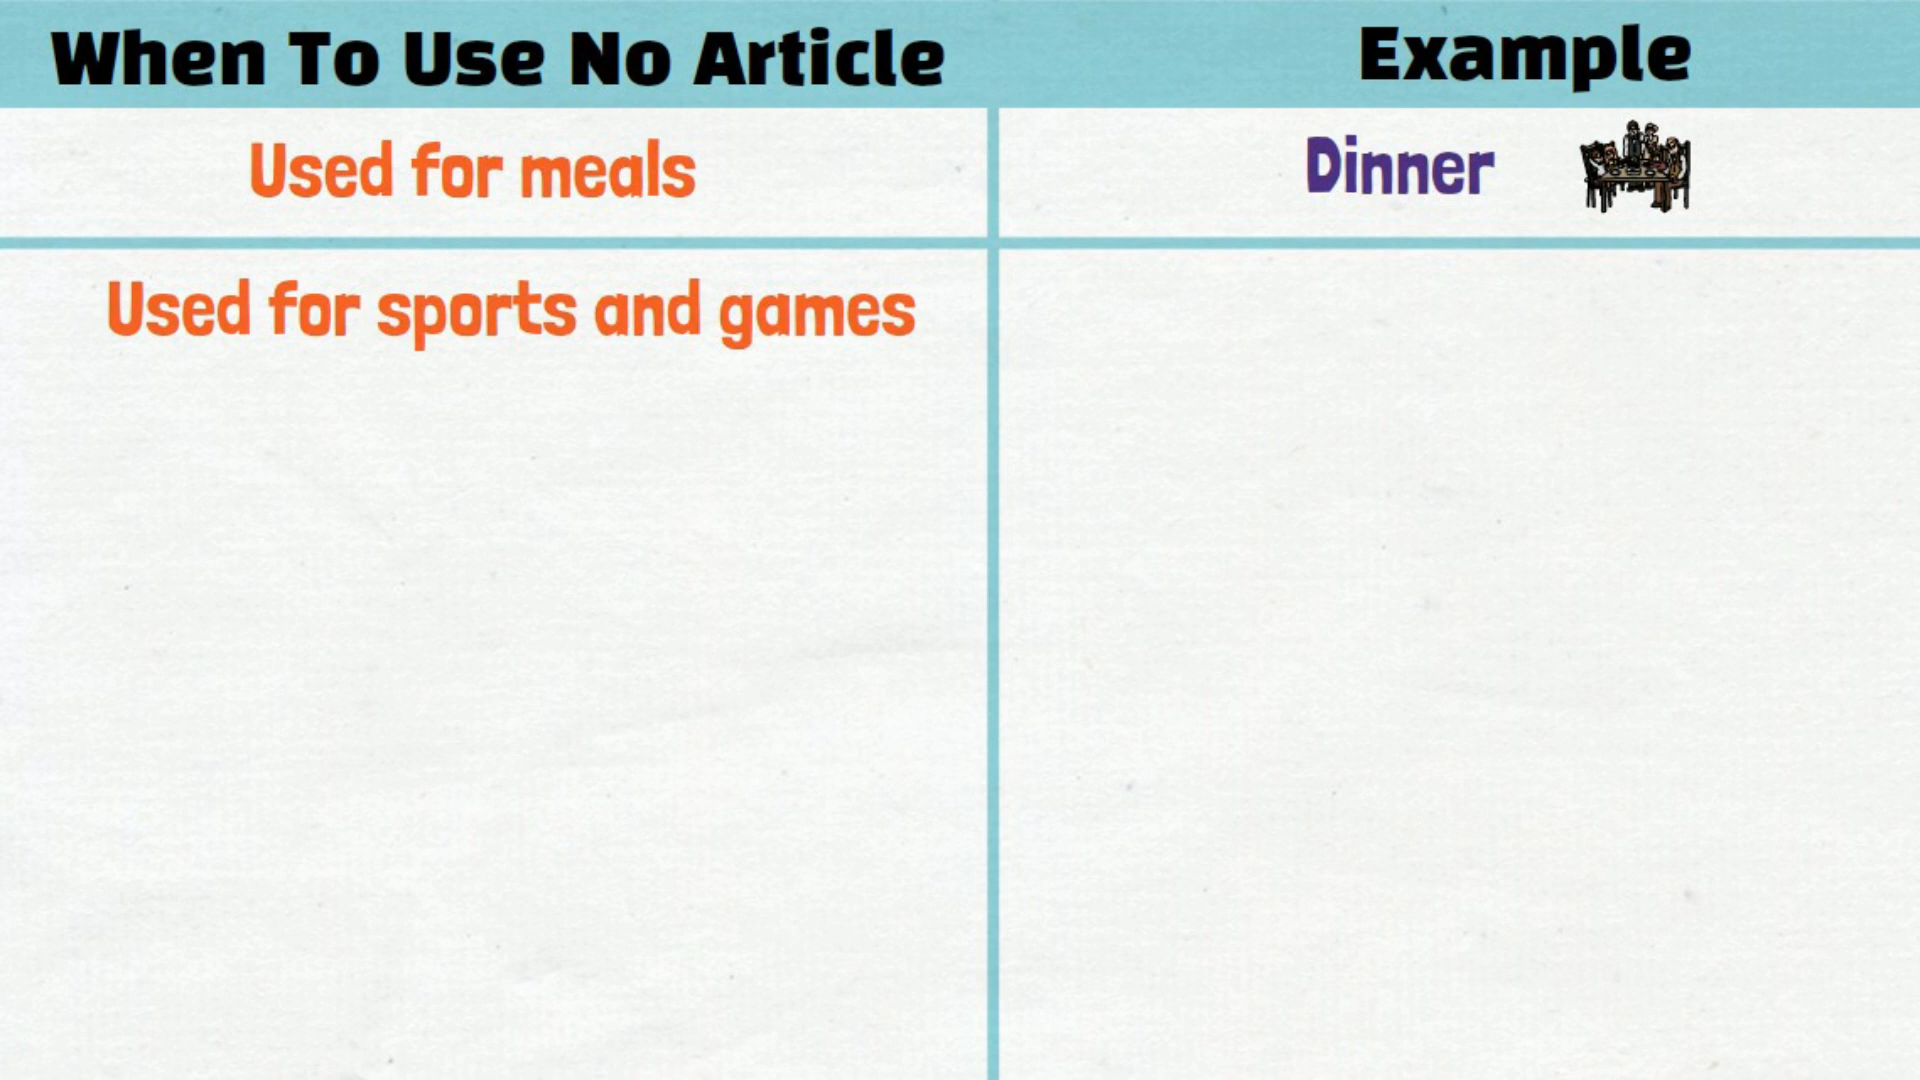 When To Use No Article
Example
Used for meals
Dinner
Used for sports and games